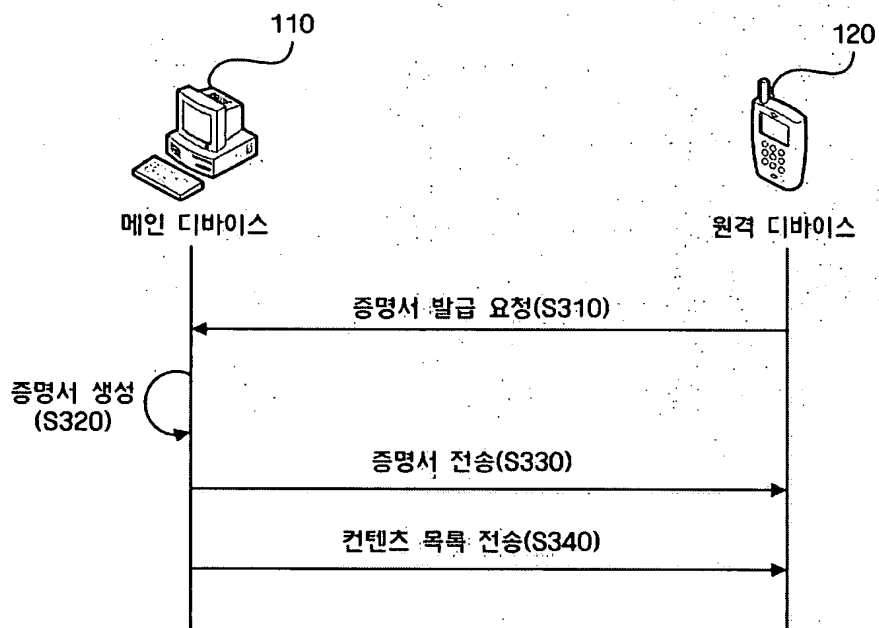 110
120
메인 디바이스
원격 디바이스
증명서 발급 요청(S310)
증명서 생성
(S320)
증명서 전송(S330)
컨텐츠 목록 전송(S340)